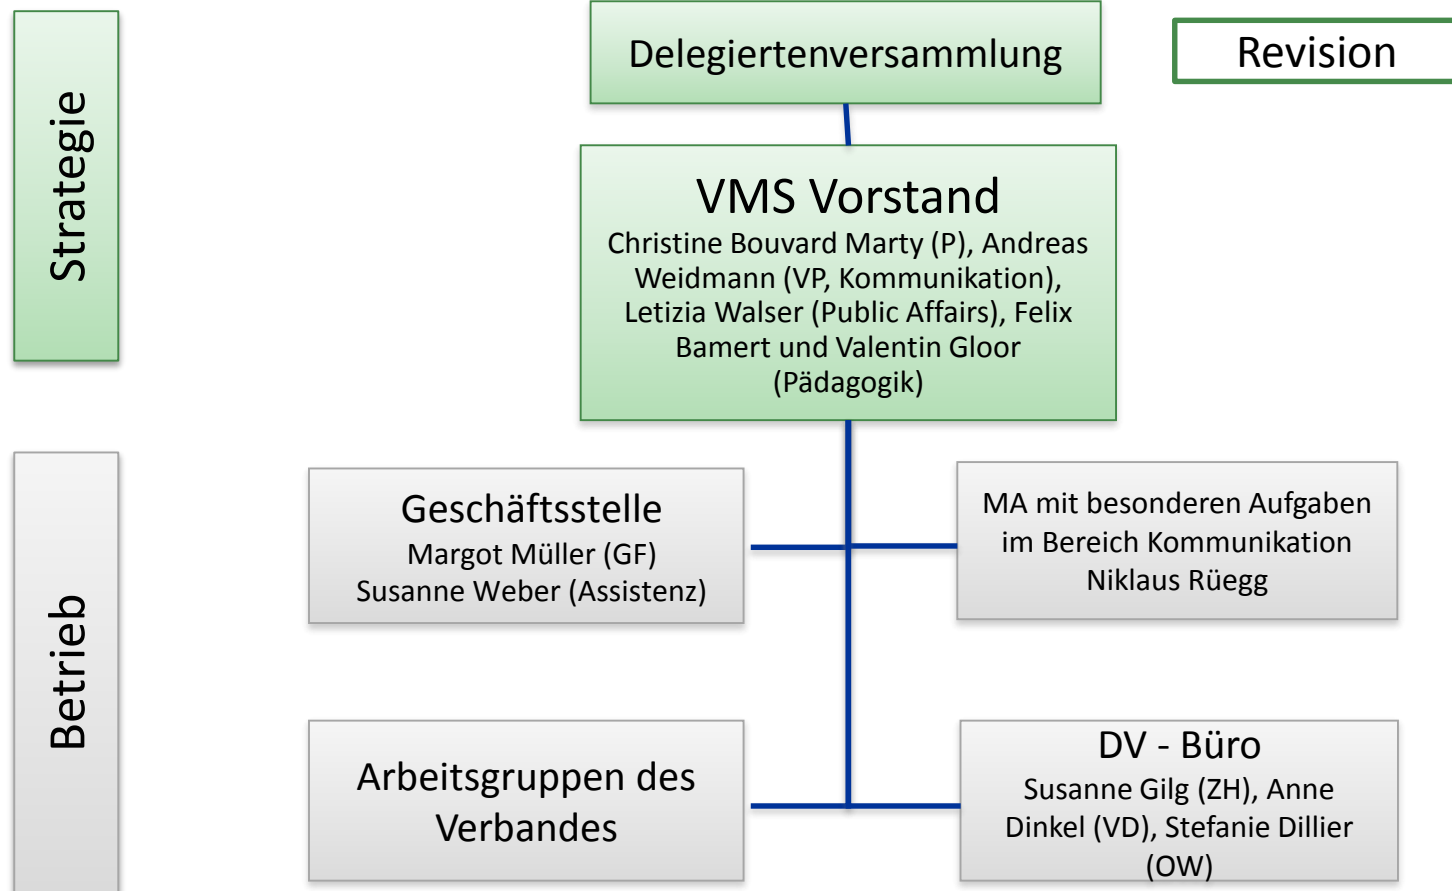 Strategie
Delegiertenversammlung
Revision
VMS Vorstand
Christine Bouvard Marty (P), Andreas
Weidmann (VP, Kommunikation),
Letizia Walser (Public Affairs), Felix
Bamert und Valentin Gloor
(Pädagogik)
Betrieb
Geschäftsstelle
Margot Müller (GF)
Susanne Weber (Assistenz)
MA mit besonderen Aufgaben
im Bereich Kommunikation
Niklaus Rüegg
Arbeitsgruppen des
Verbandes
DV - Büro
Susanne Gilg (ZH), Anne
Dinkel (VD), Stefanie Dillier
(OW)